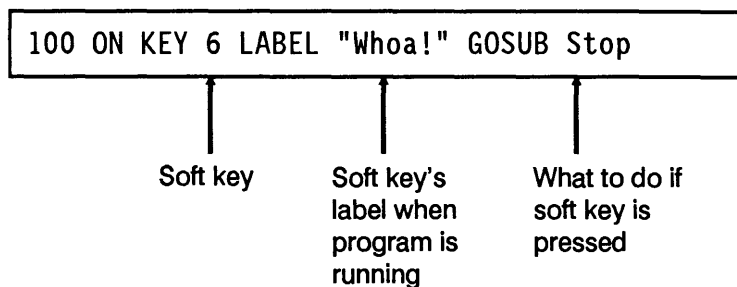 100 ON KEY 6 LABEL "Whoa!" GOSUB Stop
Soft key
Soft key's
label when
program is
running
What to do if
soft key is
pressed